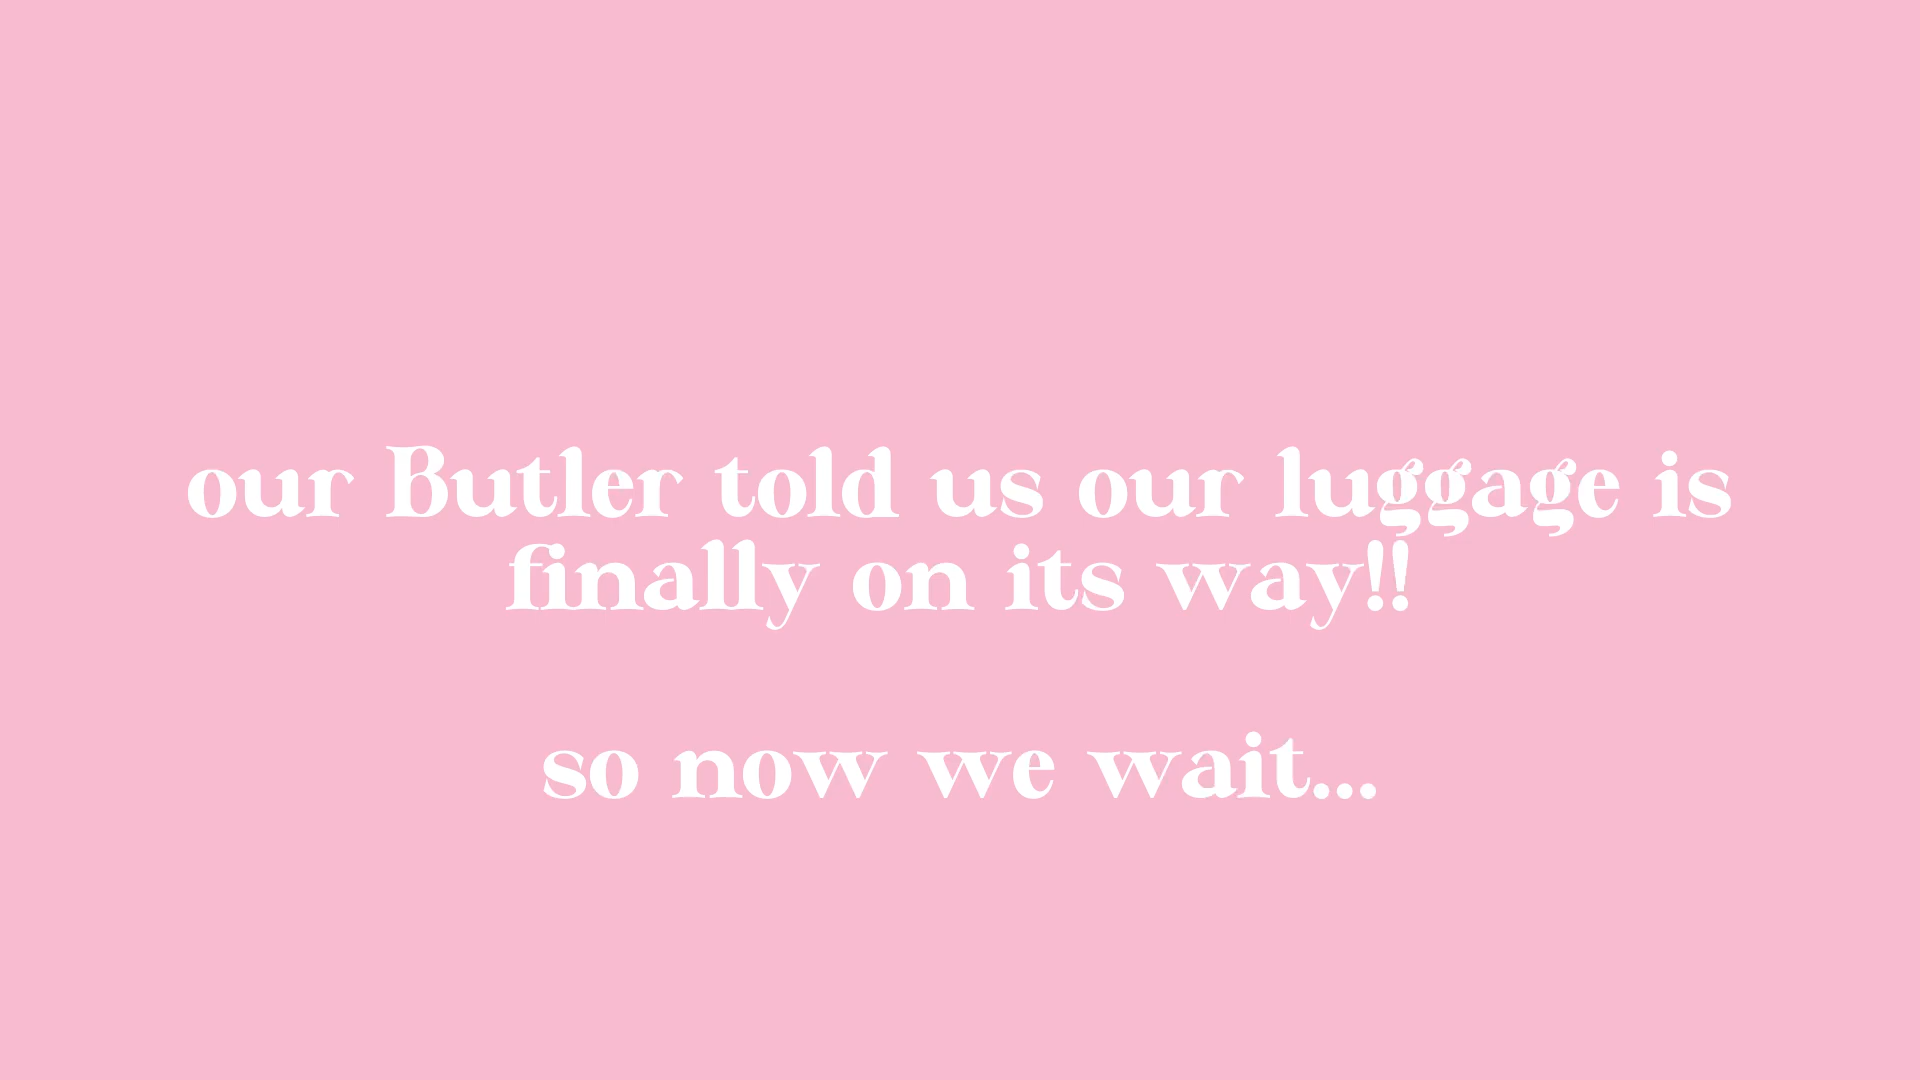 our Butler told us our luggage is
finally on its way!!
so now we wait...